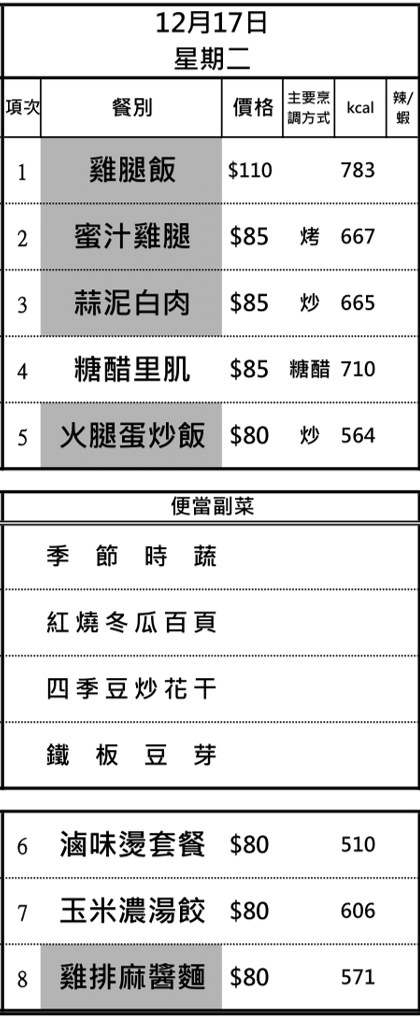 12月17日
星期二
項次 餐別 價格 主要烹調方式 kcal 辣/蝦
1 雞腿飯 $110 783
2 蜜汁雞腿 $85 烤 667
3 蒜泥白肉 $85 炒 665
4 糖醋里肌 $85 糖醋 710
5 火腿蛋炒飯 $80 炒 564
便當副菜
季節時蔬
紅燒冬瓜百頁
四季豆炒花干
鐵板豆芽
6 滷味燙套餐 $80 510
7 玉米濃湯餃 $80 606
8 雞排麻醬麵 $80 571